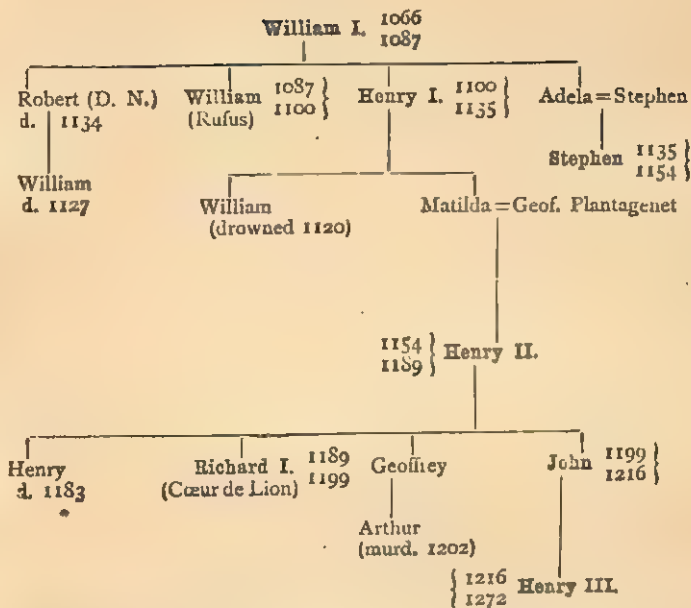 William I. 1066
1087
Robert (D. N.) William 1087 } Henry I. 1100 } Adela=Stephen
d. 1134 (Rufus) 1100 1135
Stephen 1135 }
1154
William
d. 1127
William Matilda=Geof. Plantagenet
(drowned 1120)
1154 } Henry II.
1189
Henry Richard I. 1189 Geoffrey John 1199 }
d. 1183 (Cœur de Lion) 1199 1216
Arthur
(murd. 1202)
{ 1216 Henry III.
1272